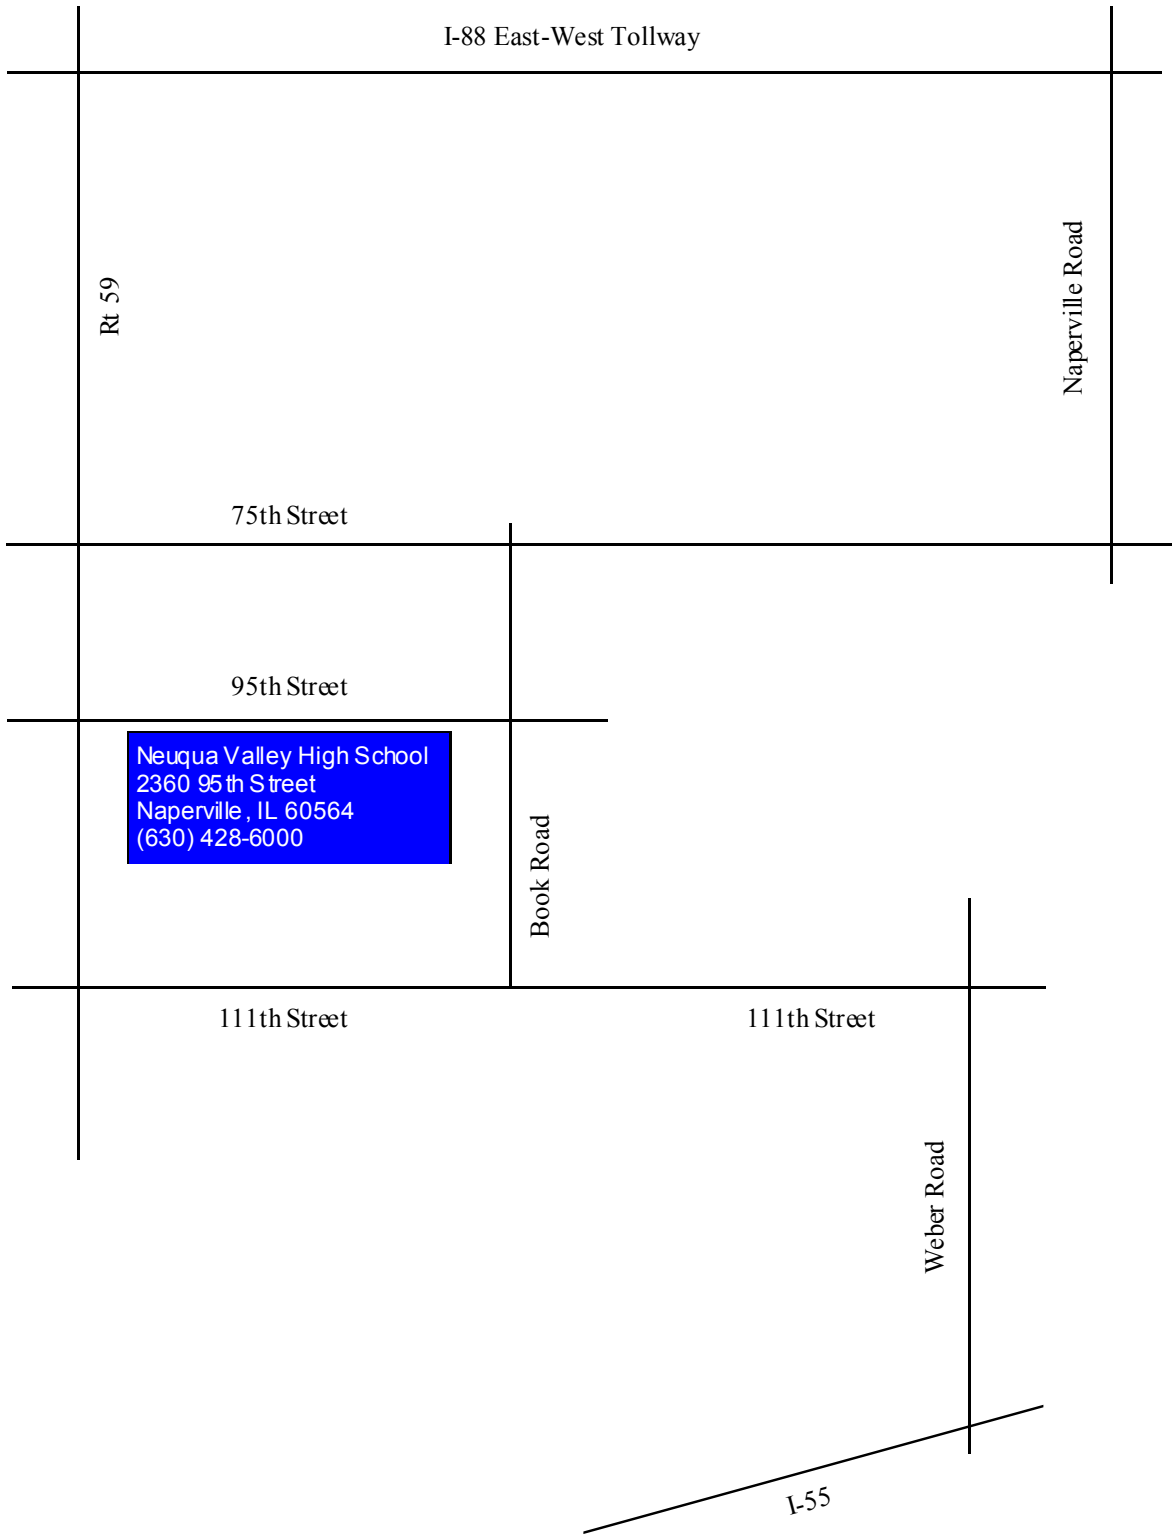 I-88 East-West Tollway
Rt 59
Naperville Road
75th Street
95th Street
Neuqua Valley High School
2360 95th Street
Naperville, IL 60564
(630) 428-6000
Book Road
111th Street
111th Street
Weber Road
I-55